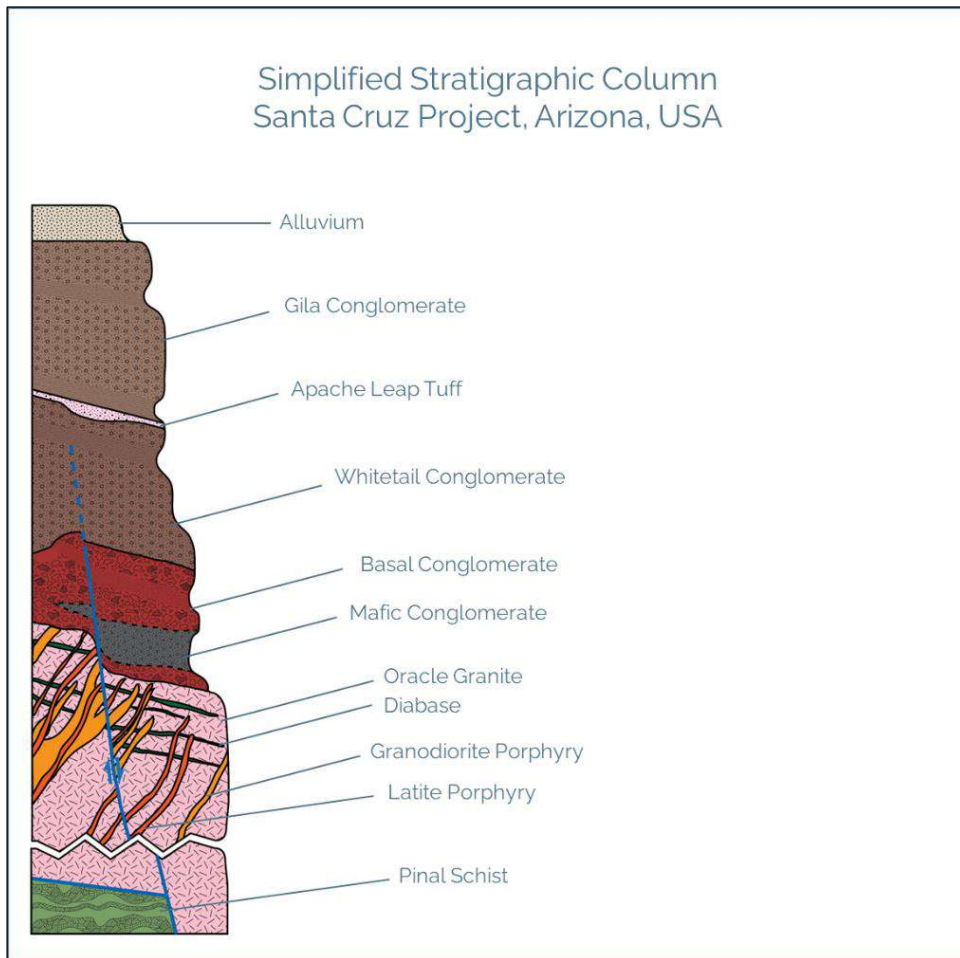 Simplified Stratigraphic Column
Santa Cruz Project, Arizona, USA
Alluvium
Gila Conglomerate
Apache Leap Tuff
Whitetail Conglomerate
Basal Conglomerate
Mafic Conglomerate
Oracle Granite
Diabase
Granodiorite Porphyry
Latite Porphyry
Pinal Schist